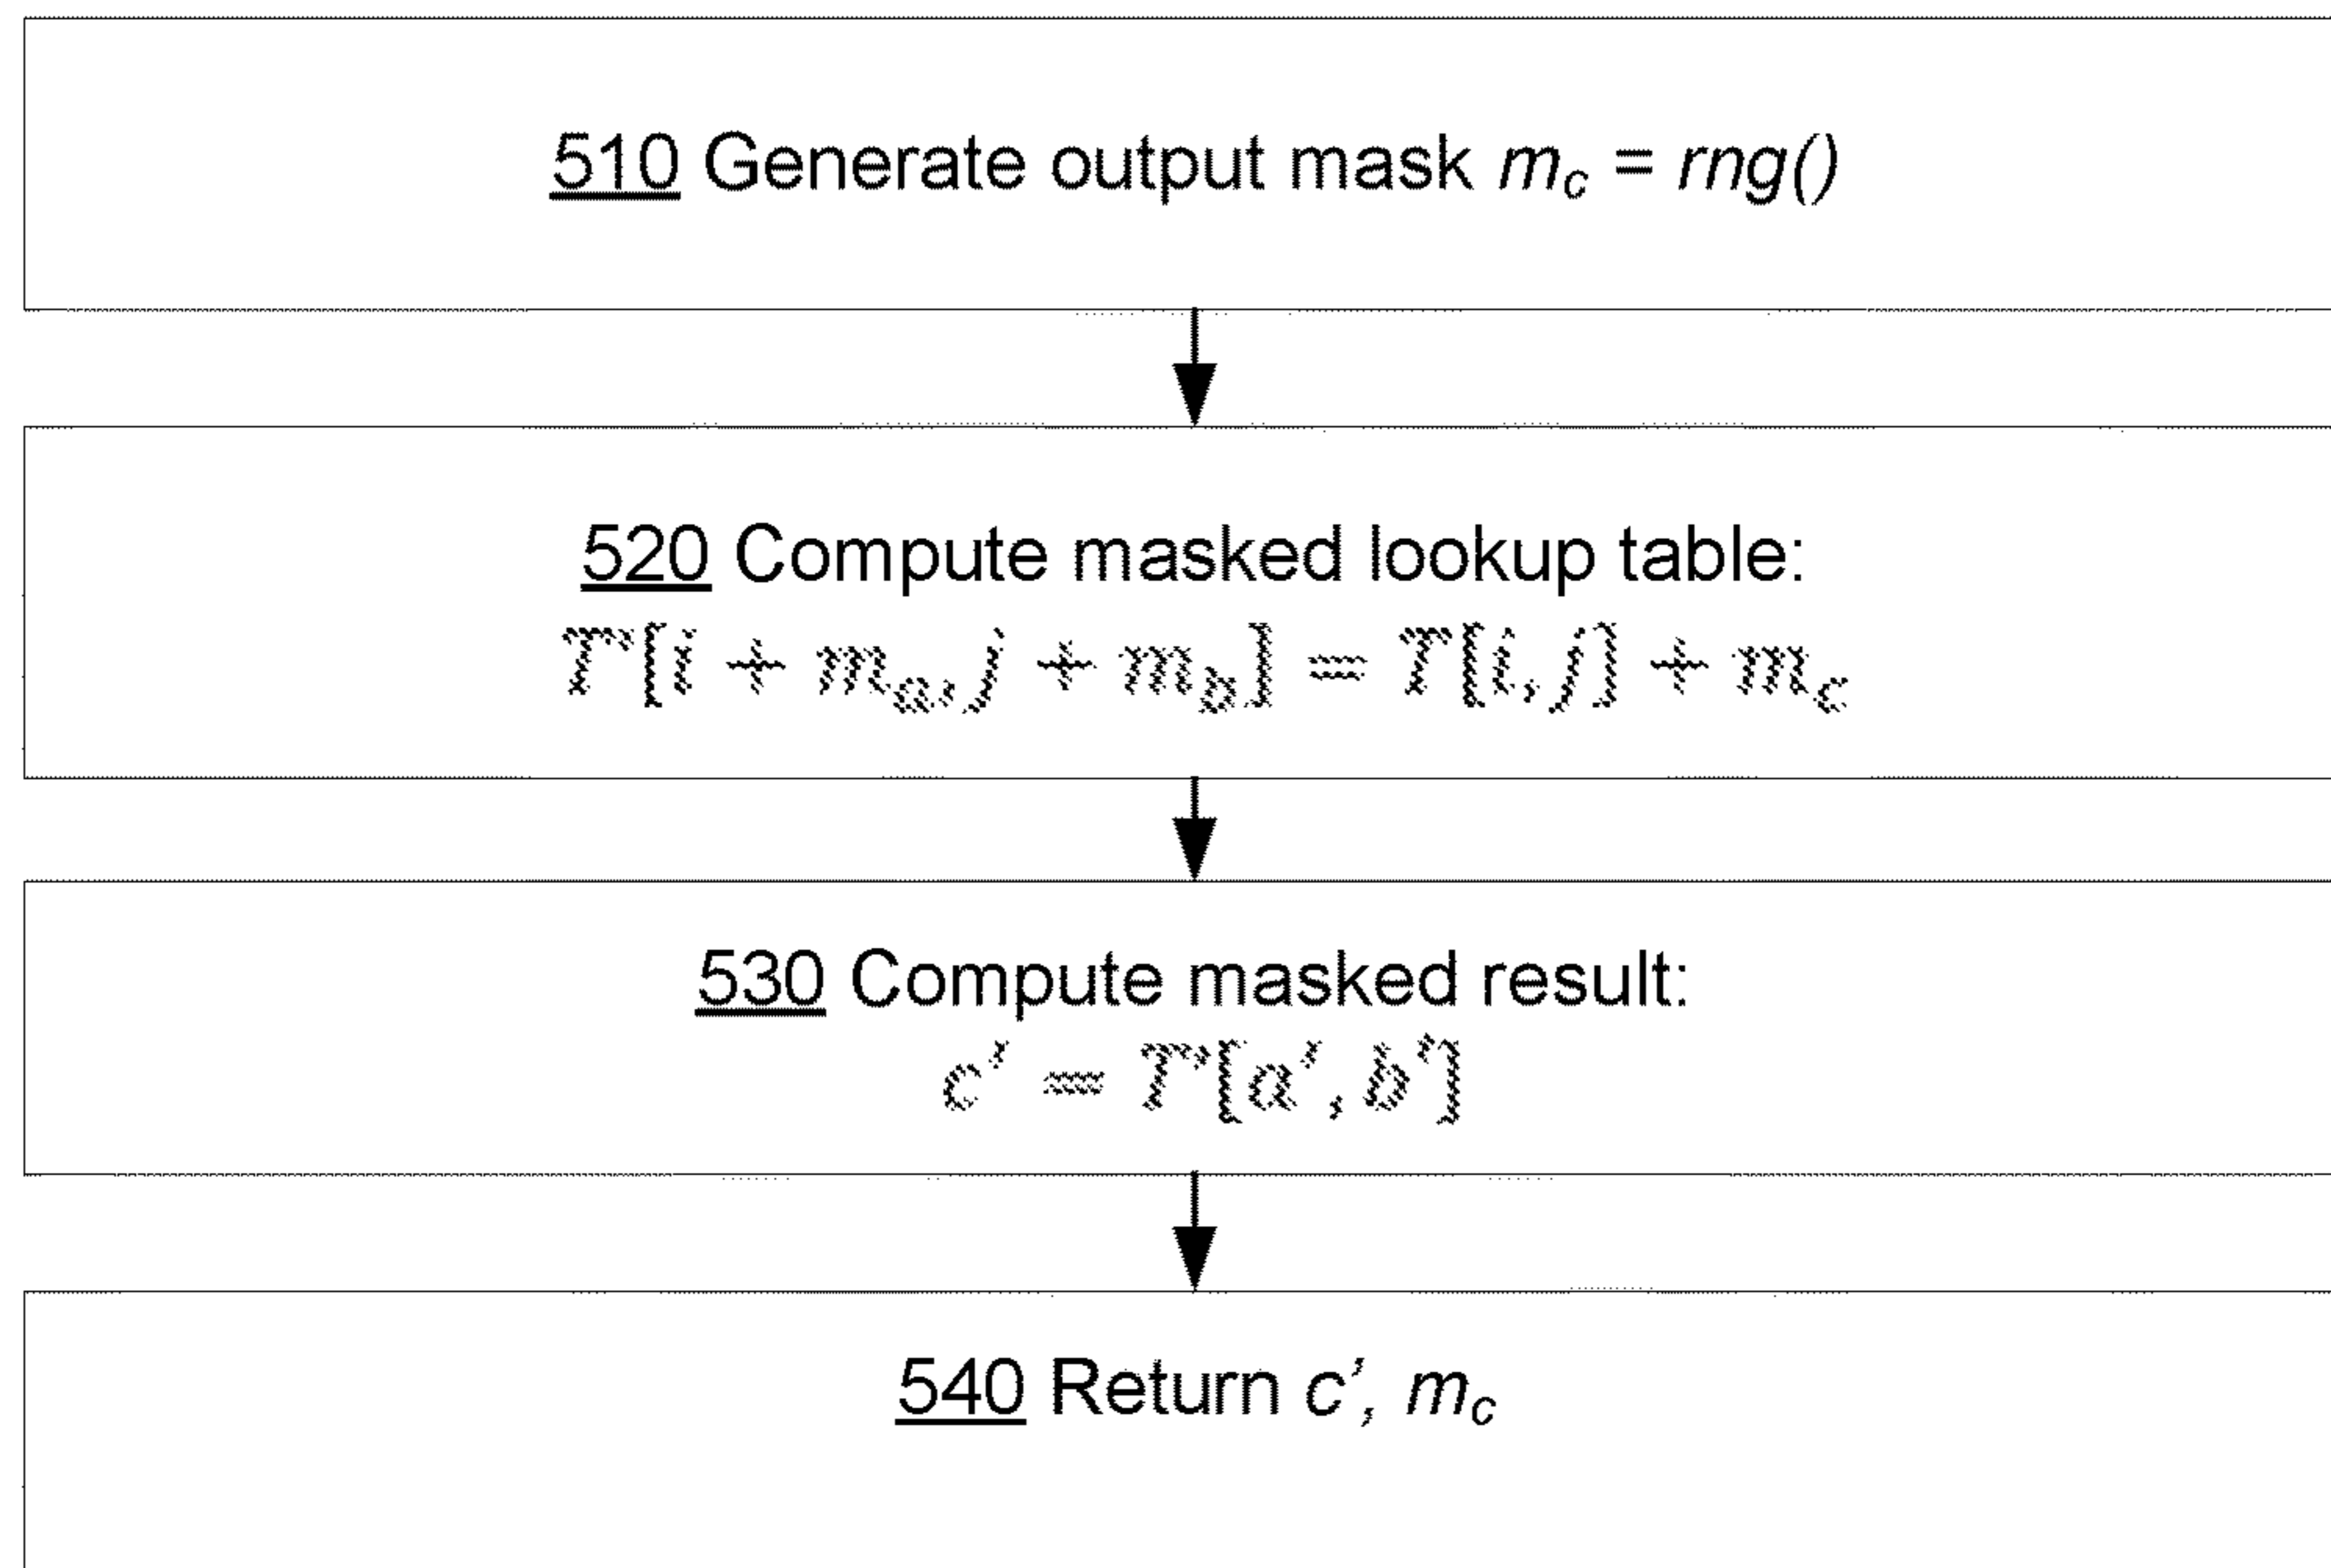 510 Generate output mask m_c = rng()
520 Compute masked lookup table:
T'[i + m_a, j + m_b] = T[i, j] + m_c
530 Compute masked result:
c' = T'[a', b']
540 Return c', m_c